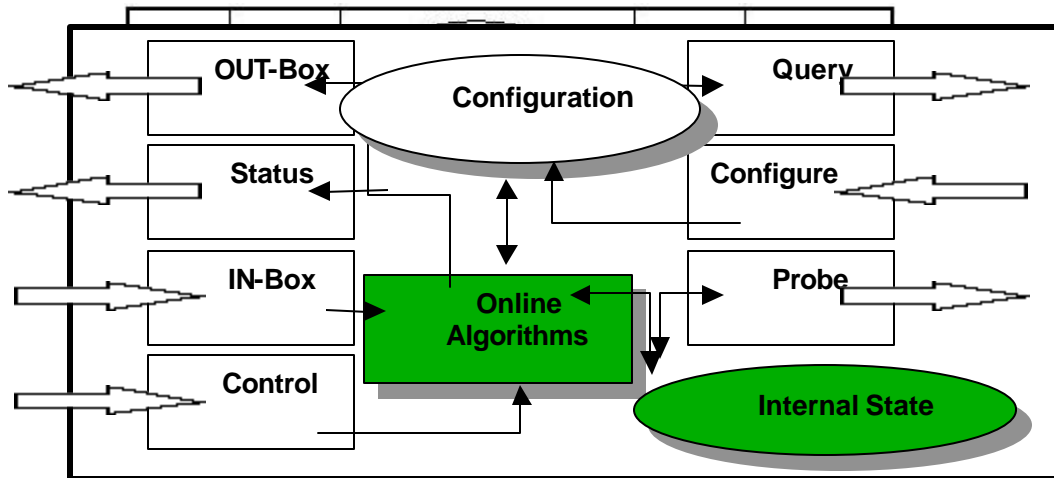 OUT-Box
Configuration
Query
Status
Configure
IN-Box
Online
Algorithms
Probe
Control
Internal State